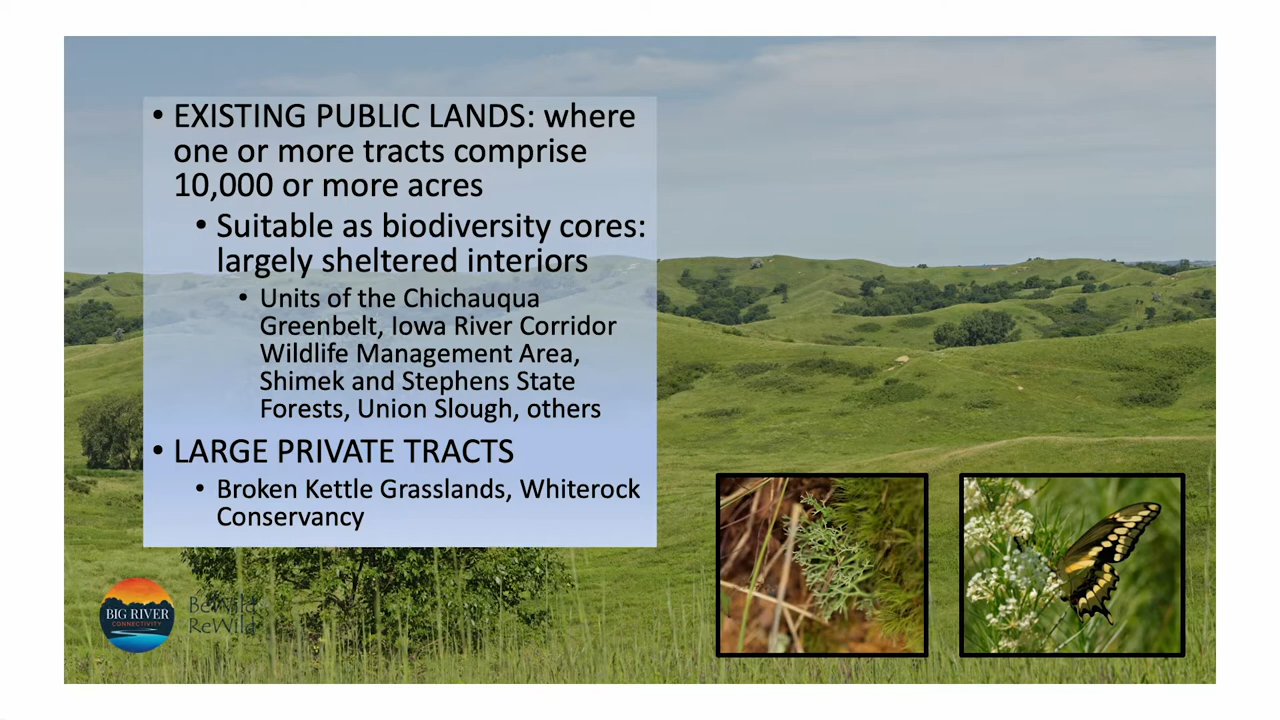 • EXISTING PUBLIC LANDS: where
one or more tracts comprise
10,000 or more acres
• Suitable as biodiversity cores:
largely sheltered interiors
• Units of the Chichauqua
Greenbelt, Iowa River Corridor
Wildlife Management Area,
Shimek and Stephens State
Forests, Union Slough, others
• LARGE PRIVATE TRACTS
• Broken Kettle Grasslands, Whiterock
Conservancy
BIG RIVER
CONNECTIVITY
BeWild
ReWild